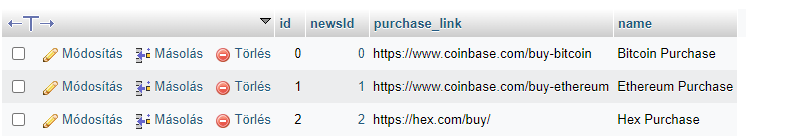 id newsId purchase_link name
Módosítás Másolás Törlés 0 0 https://www.coinbase.com/buy-bitcoin Bitcoin Purchase
Módosítás Másolás Törlés 1 1 https://www.coinbase.com/buy-ethereum Ethereum Purchase
Módosítás Másolás Törlés 2 2 https://hex.com/buy/ Hex Purchase